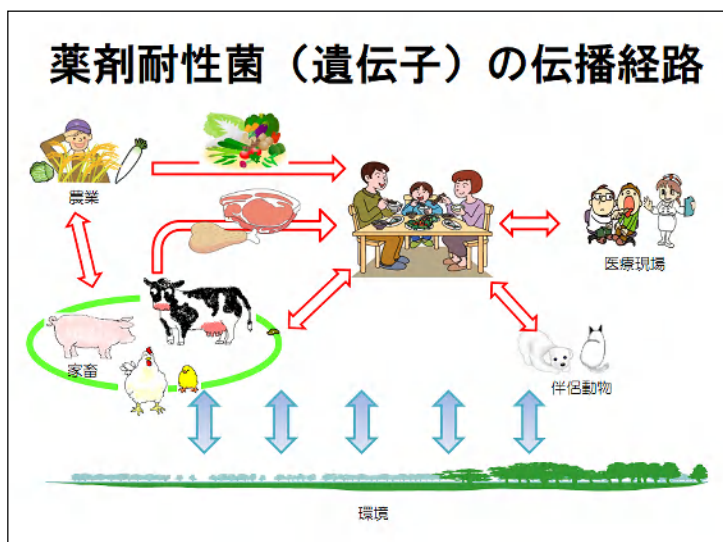 薬剤耐性菌（遺伝子）の伝播経路
農業
医療現場
家畜
伴侶動物
環境